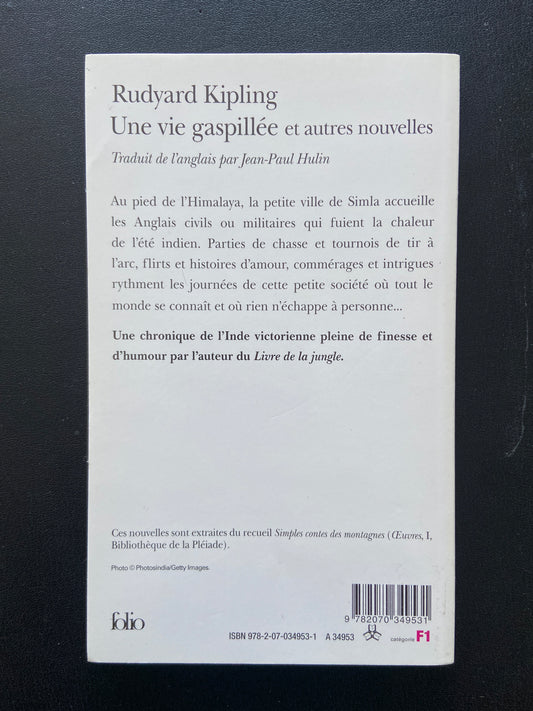 Rudyard Kipling
Une vie gaspillée et autres nouvelles
Traduit de l'anglais par Jean-Paul Hulin
Au pied de l'Himalaya, la petite ville de Simla accueille
les Anglais civils ou militaires qui fuient la chaleur
de l'été indien. Parties de chasse et tournois de tir à
l'arc, flirts et histoires d'amour, commérages et intrigues
rythment les journées de cette petite société où tout le
monde se connaît et où rien n'échappe à personne...
Une chronique de l'Inde victorienne pleine de finesse et
d'humour par l'auteur du Livre de la jungle.
Ces nouvelles sont extraites du recueil Simples contes des montagnes (Œuvres, I,
Bibliothèque de la Pléiade).
Photo © Photosindia/Getty Images.
9 782070 349531
folio
ISBN 978-2-07-034953-1 A 34953 catégorie F1